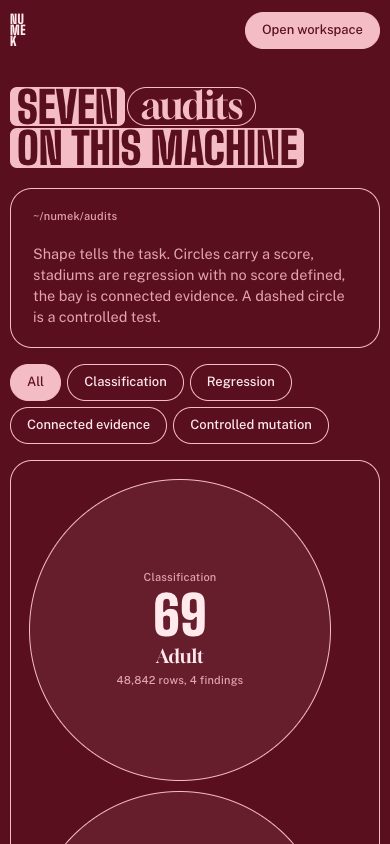 NU
ME
K
Open workspace
SEVEN audits
ON THIS MACHINE
~/numek/audits
Shape tells the task. Circles carry a score,
stadiums are regression with no score defined,
the bay is connected evidence. A dashed circle
is a controlled test.
All
Classification
Regression
Connected evidence
Controlled mutation
Classification
69
Adult
48,842 rows, 4 findings